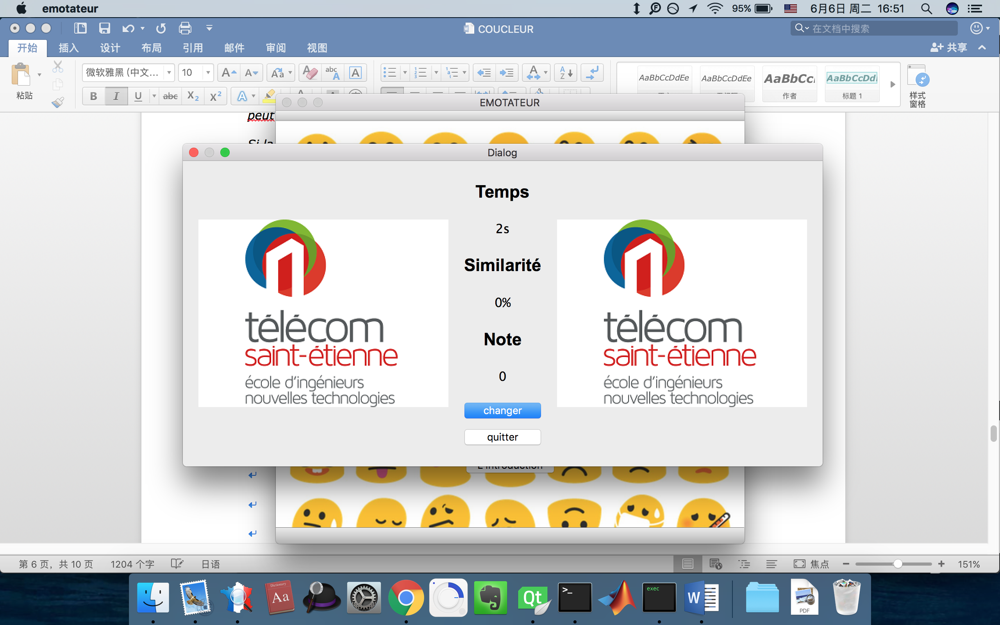 emotateur
95%
6月6日 周二 16:51
COUCLEUR
在文档中搜索
开始 插入 设计 布局 引用 邮件 审阅 视图
共享
粘贴
微软雅黑 (中文...
10
AaBbCcDdEe
AaBbCcDdEe
AaBbCc
AaBbCcDdI
作者
标题 1
样式
窗格
peut
Si la
EMOTATEUR
Dialog
Temps
2s
Similarité
0%
Note
0
changer
quitter
télécom
saint-étienne
école d'ingénieurs
nouvelles technologies
télécom
saint-étienne
école d'ingénieurs
nouvelles technologies
L'introduction
第 6 页，共 10 页
1204 个字
日语
焦点
151%
Dictionary
Aa
Qt
>_
exec
W
PDF